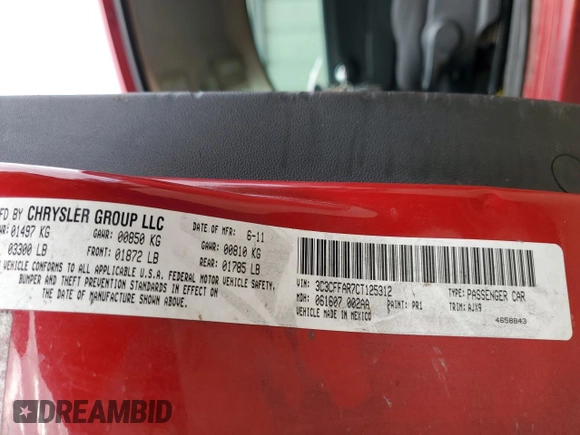 MFD BY CHRYSLER GROUP LLC
DATE OF MFR: 6-11
01497 KG GAWR: 00850 KG GAWR: 00810 KG
03300 LB FRONT: 01872 LB REAR: 01785 LB
VEHICLE CONFORMS TO ALL APPLICABLE U.S.A. FEDERAL MOTOR VEHICLE SAFETY,
BUMPER AND THEFT PREVENTION STANDARDS IN EFFECT ON
THE DATE OF MANUFACTURE SHOWN ABOVE.
VIN: 3C3CFFAR7CT125312 TYPE: PASSENGER CAR
MDH: 061607 002AA PAINT: PR1 TRIM: AJX9
VEHICLE MADE IN MEXICO
4658843
DREAMBID